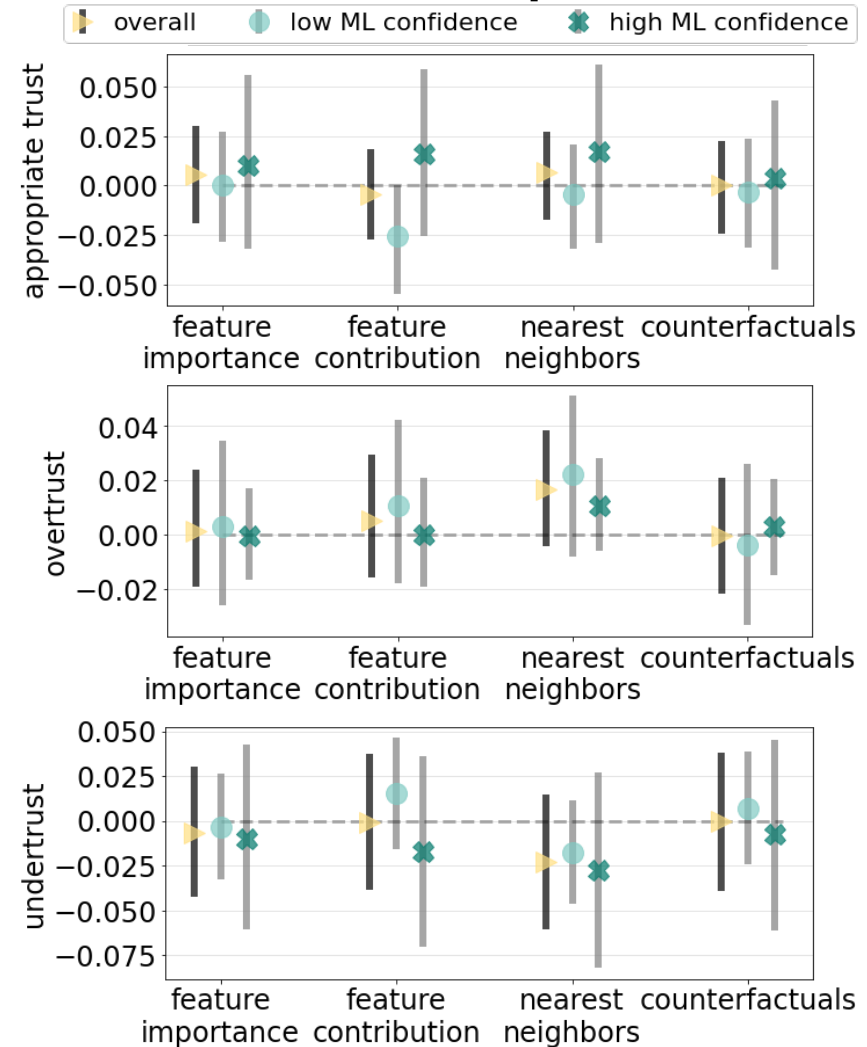 overall low ML confidence high ML confidence
appropriate trust
0.050
0.025
0.000
−0.025
−0.050
feature importance
feature contribution
nearest neighbors
counterfactuals
overtrust
0.04
0.02
0.00
−0.02
feature importance
feature contribution
nearest neighbors
counterfactuals
undertrust
0.050
0.025
0.000
−0.025
−0.050
−0.075
feature importance
feature contribution
nearest neighbors
counterfactuals